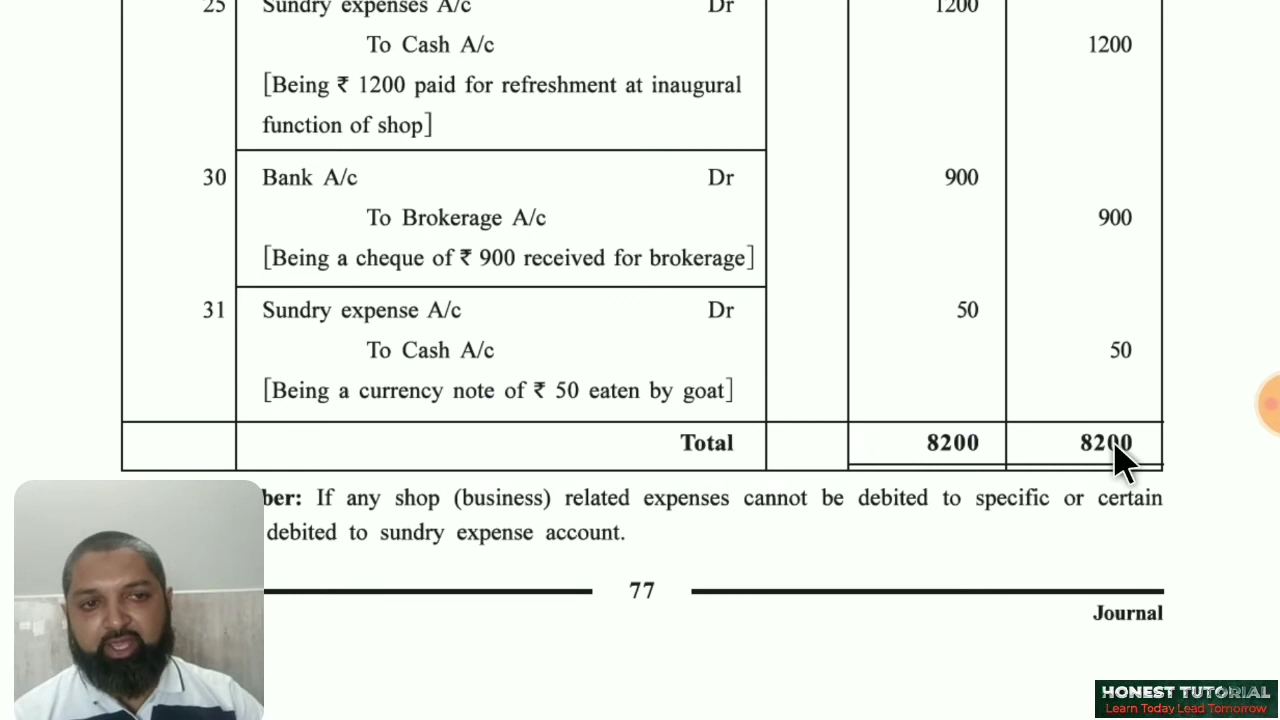 25 Sundry expenses A/c Dr 1200
To Cash A/c 1200
[Being ₹ 1200 paid for refreshment at inaugural
function of shop]
30 Bank A/c Dr 900
To Brokerage A/c 900
[Being a cheque of ₹ 900 received for brokerage]
31 Sundry expense A/c Dr 50
To Cash A/c 50
[Being a currency note of ₹ 50 eaten by goat]
Total 8200 8200
ber: If any shop (business) related expenses cannot be debited to specific or certain
debited to sundry expense account.
77
Journal
HONEST TUTORIAL
Learn Today Lead Tomorrow